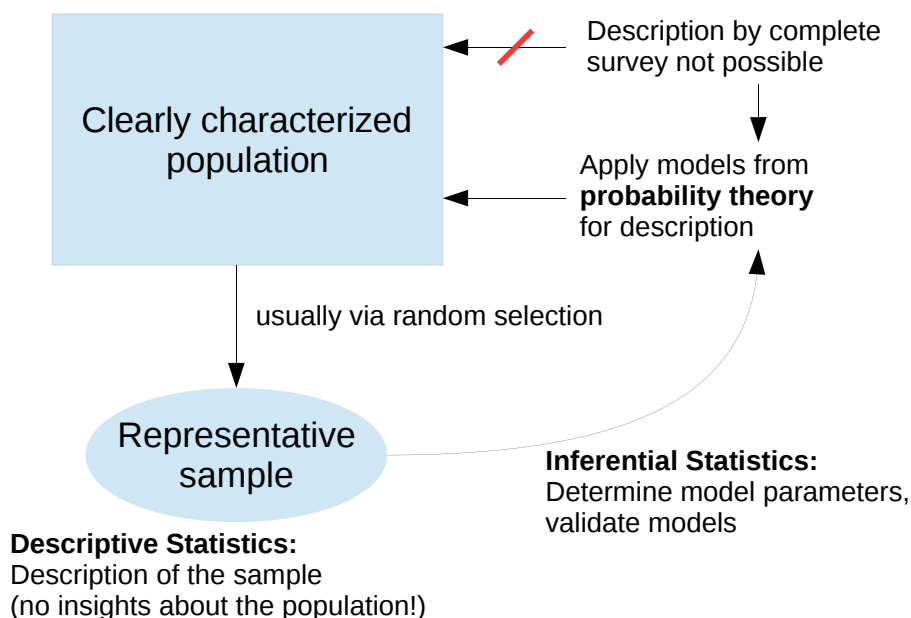 Description by complete
survey not possible
Clearly characterized
population
Apply models from
probability theory
for description
usually via random selection
Representative
sample
Inferential Statistics:
Determine model parameters,
validate models
Descriptive Statistics:
Description of the sample
(no insights about the population!)